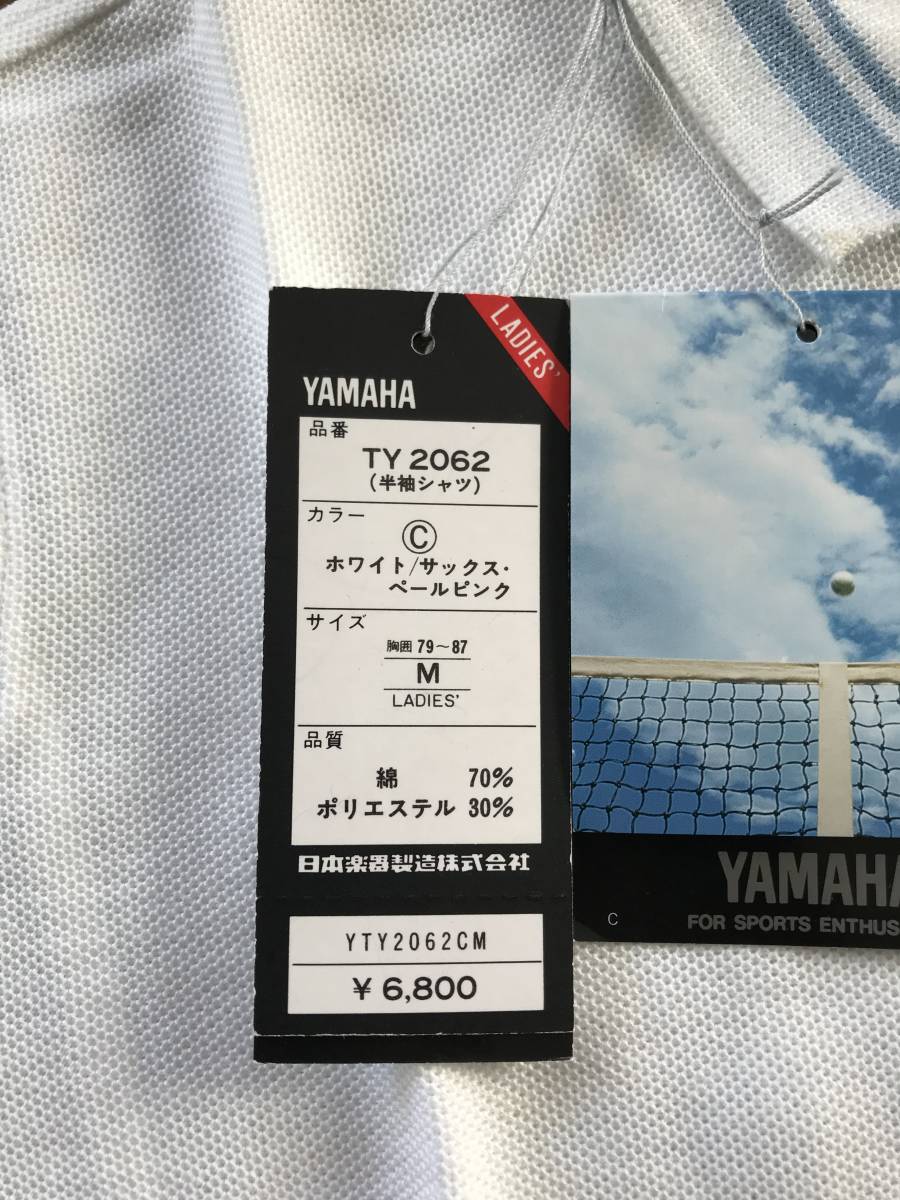 LADIES'
YAMAHA
品番
TY 2062
(半袖シャツ)
カラー
Ⓒ
ホワイト/サックス・
ペールピンク
サイズ
胸囲 79~87
M
LADIES'
品質
綿 70%
ポリエステル 30%
日本楽器製造株式会社
YTY2062CM
¥ 6,800
YAMAHA
C
FOR SPORTS ENTHUS